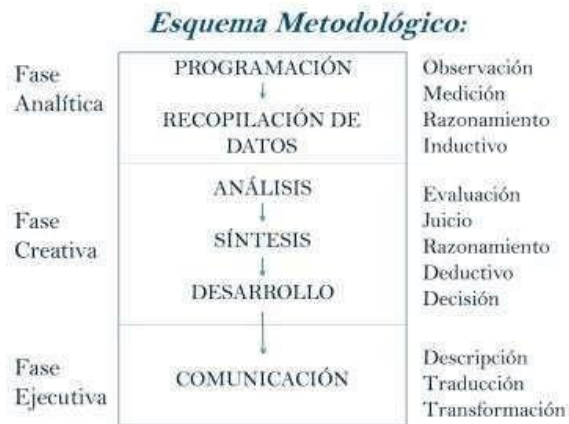 Esquema Metodológico:
Fase
Analítica
PROGRAMACIÓN
RECOPILACIÓN DE
DATOS
Observación
Medición
Razonamiento
Inductivo
Fase
Creativa
ANÁLISIS
SÍNTESIS
DESARROLLO
Evaluación
Juicio
Razonamiento
Deductivo
Decisión
Fase
Ejecutiva
COMUNICACIÓN
Descripción
Traducción
Transformación